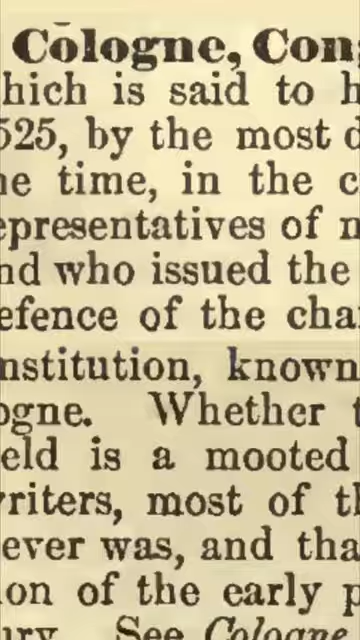 Cologne, Con
hich is said to h
525, by the most d
he time, in the c
epresentatives of n
nd who issued the
efence of the cha
nstitution, known
ogne. Whether t
eld is a mooted
riters, most of th
ever was, and tha
on of the early p
ury. See Cologne